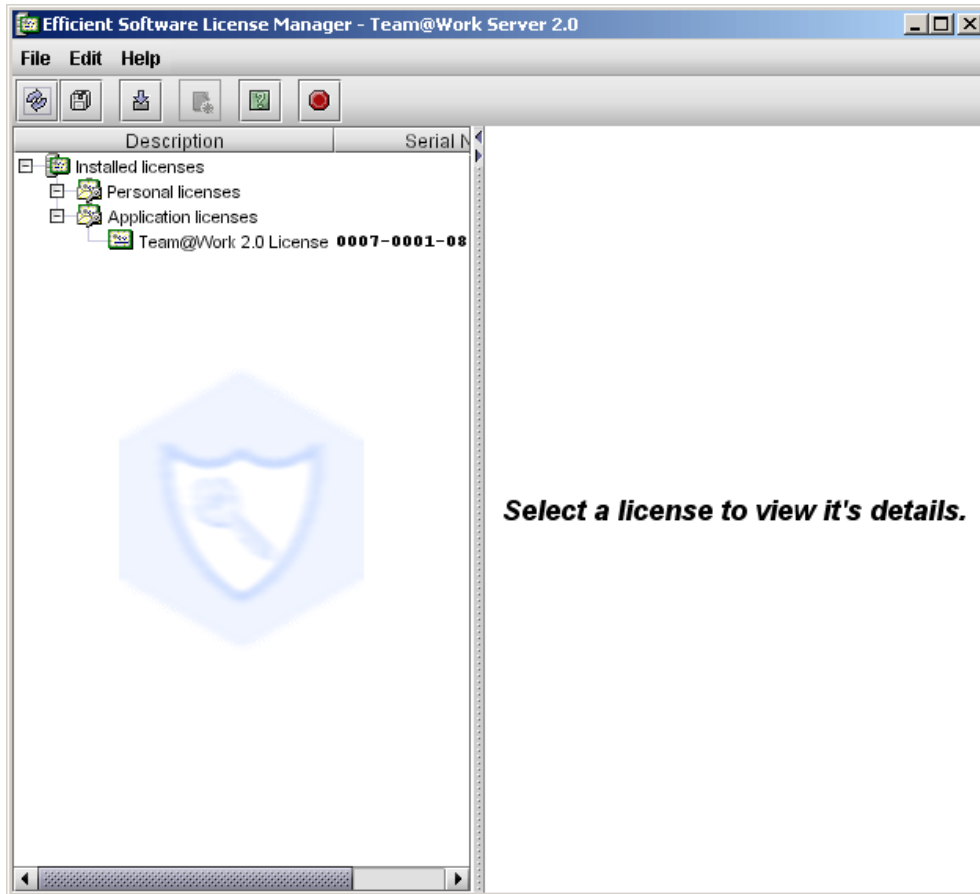 Efficient Software License Manager - Team@Work Server 2.0
File Edit Help
Description Serial N
Installed licenses
Personal licenses
Application licenses
Team@Work 2.0 License 0007-0001-08
Select a license to view it's details.